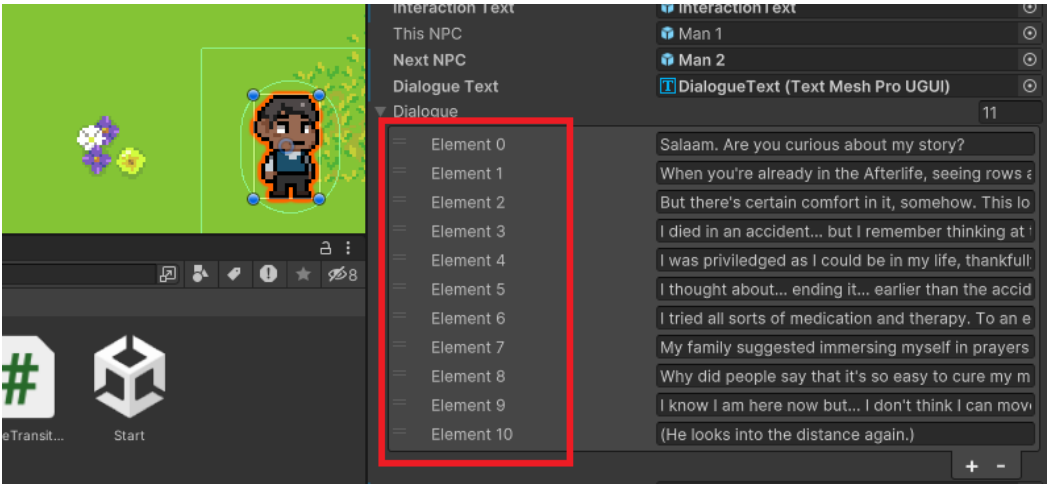 Interaction Text InteractionText
This NPC Man 1
Next NPC Man 2
Dialogue Text DialogueText (Text Mesh Pro UGUI)
Dialogue 11
Element 0 Salaam. Are you curious about my story?
Element 1 When you're already in the Afterlife, seeing rows a
Element 2 But there's certain comfort in it, somehow. This lo
Element 3 I died in an accident... but I remember thinking at
Element 4 I was priviledged as I could be in my life, thankfull
Element 5 I thought about... ending it... earlier than the accid
Element 6 I tried all sorts of medication and therapy. To an e
Element 7 My family suggested immersing myself in prayers
Element 8 Why did people say that it's so easy to cure my m
Element 9 I know I am here now but... I don't think I can mov
Element 10 (He looks into the distance again.)
+ -
8
#
eTransit... Start